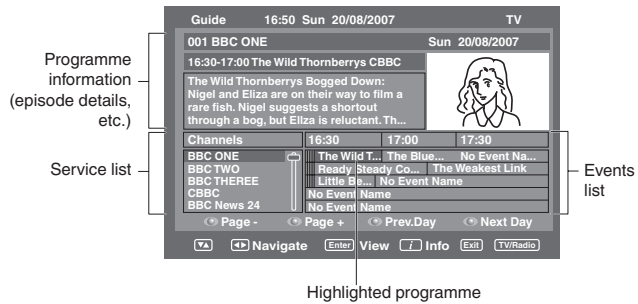 Guide 16:50 Sun 20/08/2007 TV
001 BBC ONE Sun 20/08/2007
16:30-17:00 The Wild Thornberrys CBBC
The Wild Thornberrys Bogged Down:
Nigel and Eliza are on their way to film a
rare fish. Nigel suggests a shortout
through a bog, but Ellza is reluctant. Th...
Programme
information
(episode details,
etc.)
Channels 16:30 17:00 17:30
BBC ONE The Wild T... The Blue... No Event Na...
BBC TWO Ready Steady Co... The Weakest Link
BBC THEREE Little Be... No Event Name
CBBC No Event Name
BBC News 24 No Event Name
Service list
Events
list
Page - Page + Prev.Day Next Day
Navigate Enter View i Info Exit TV/Radio
Highlighted programme